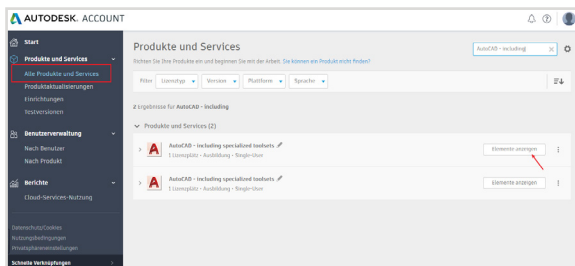 AUTODESK. ACCOUNT
Start
Produkte und Services
Alle Produkte und Services
Produktaktualisierungen
Einrichtungen
Testversionen
Benutzerverwaltung
Nach Benutzer
Nach Produkt
Berichte
Cloud-Services-Nutzung
Datenschutz/Cookies
Nutzungsbedingungen
Privatsphäreneinstellungen
Schnelle Verknüpfungen
Produkte und Services
AutoCAD - including
Richten Sie Ihre Produkte ein und beginnen Sie mit der Arbeit. Sie können ein Produkt nicht finden?
Filter Lizenztyp Version Plattform Sprache
2 Ergebnisse für AutoCAD - including
Produkte und Services (2)
AutoCAD - including specialized toolsets
Elemente anzeigen
1 Lizenzplatz • Ausbildung • Single-User
AutoCAD - including specialized toolsets
Elemente anzeigen
1 Lizenzplatz • Ausbildung • Single-User